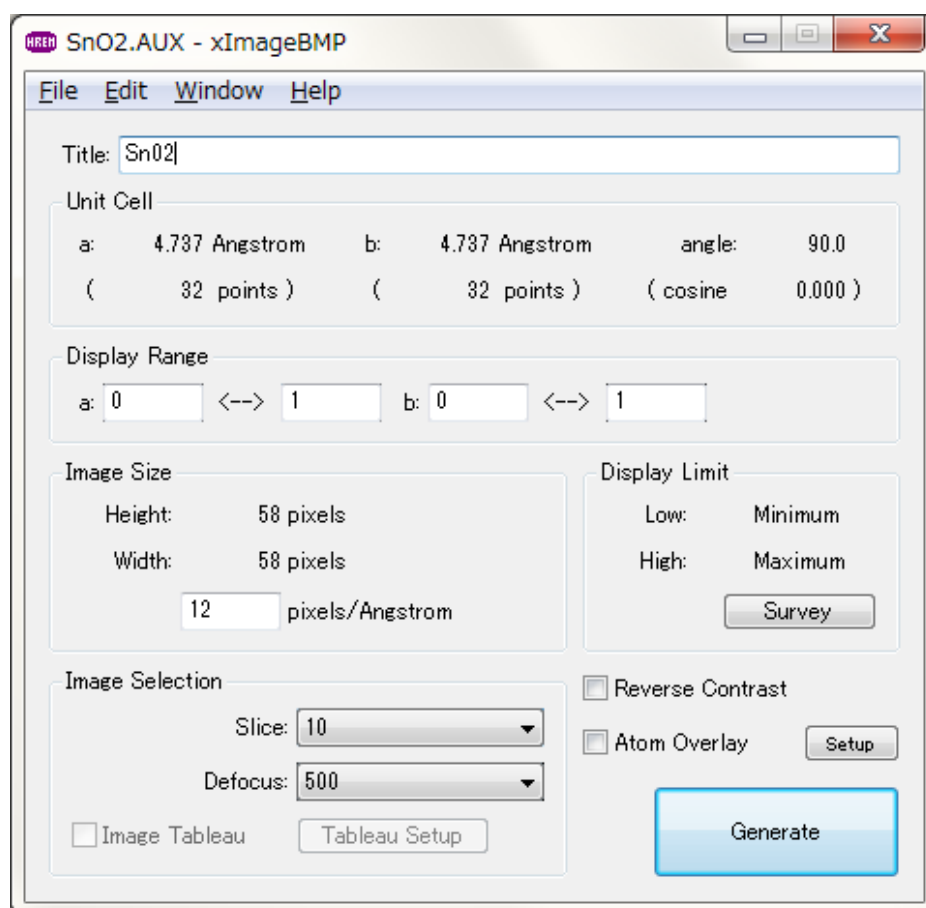 HREM SnO2.AUX - xImageBMP
File Edit Window Help
Title: Sn02
Unit Cell
a: 4.737 Angstrom b: 4.737 Angstrom angle: 90.0
( 32 points ) ( 32 points ) ( cosine 0.000 )
Display Range
a: 0 <--> 1 b: 0 <--> 1
Image Size
Height: 58 pixels
Width: 58 pixels
12 pixels/Angstrom
Display Limit
Low: Minimum
High: Maximum
Survey
Image Selection
Slice: 10
Defocus: 500
Image Tableau Tableau Setup
Reverse Contrast
Atom Overlay Setup
Generate